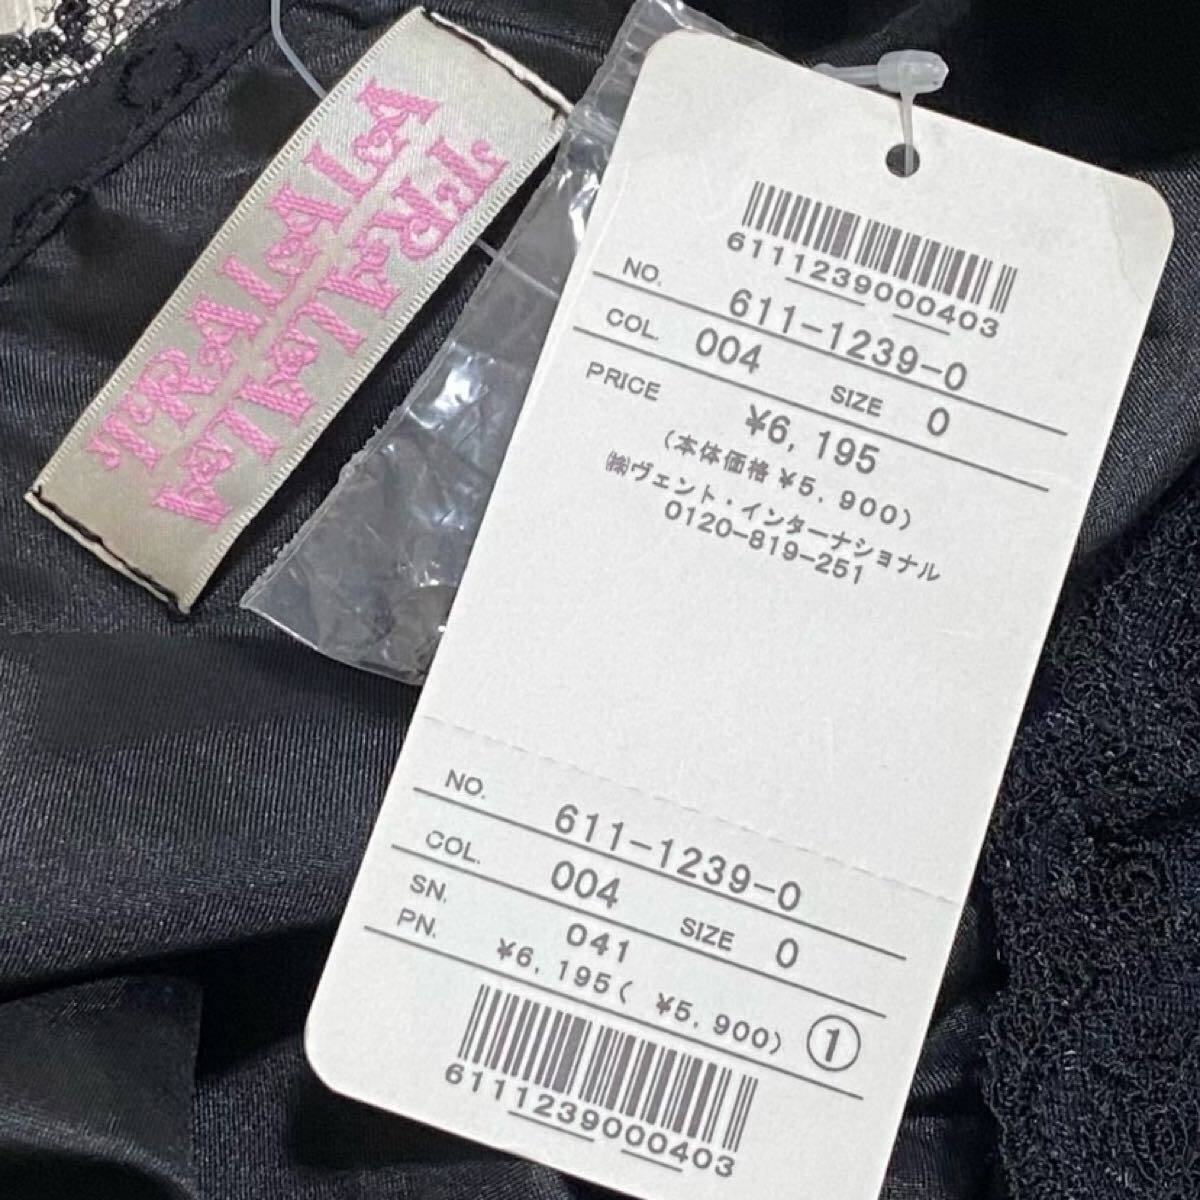 TRALALA
TRALALA
6111239000403
NO. 611-1239-0
COL. 004 SIZE 0
PRICE ¥6,195
(本体価格 ¥5,900)
㈱ヴェント・インターナショナル
0120-819-251
NO. 611-1239-0
COL. 004 SIZE 0
SN. 041
PN. ¥6,195( ¥5,900) ①
6111239000403